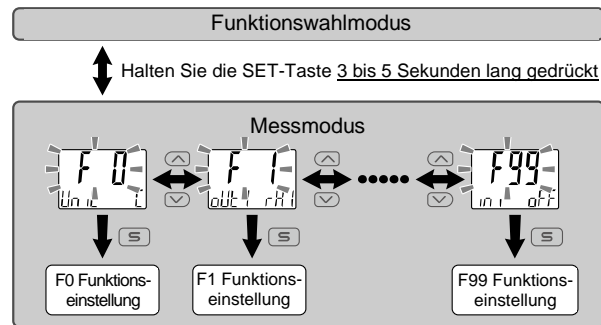 Funktionswahlmodus
Halten Sie die SET-Taste 3 bis 5 Sekunden lang gedrückt
Messmodus
F 0
F 1
F99
Unit
oUt1 rH1
ini oFF
S
S
S
F0 Funktions-
einstellung
F1 Funktions-
einstellung
F99 Funktions-
einstellung